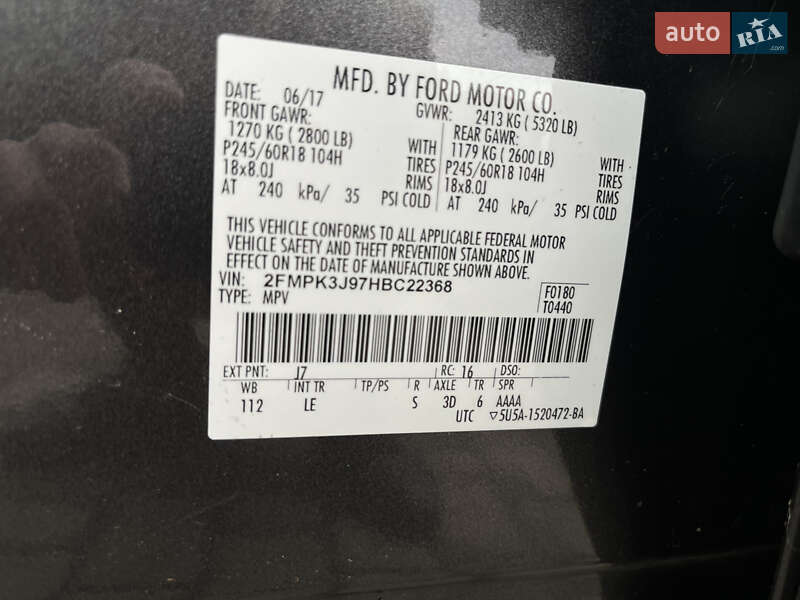 auto RIA
MFD. BY FORD MOTOR CO.
DATE: 06/17 GVWR: 2413 KG ( 5320 LB)
FRONT GAWR: REAR GAWR:
1270 KG ( 2800 LB) WITH 1179 KG ( 2600 LB) WITH
P245/60R18 104H TIRES P245/60R18 104H TIRES
18x8.0J RIMS 18x8.0J RIMS
AT 240 kPa/ 35 PSI COLD AT 240 kPa/ 35 PSI COLD
THIS VEHICLE CONFORMS TO ALL APPLICABLE FEDERAL MOTOR
VEHICLE SAFETY AND THEFT PREVENTION STANDARDS IN
EFFECT ON THE DATE OF MANUFACTURE SHOWN ABOVE.
VIN: 2FMPK3J97HBC22368
TYPE: MPV F0180
T0440
EXT PNT: J7 RC: 16 DSO:
WB INT TR TP/PS R AXLE TR SPR
112 LE S 3D 6 AAAA
UTC ▽5U5A-1520472-BA